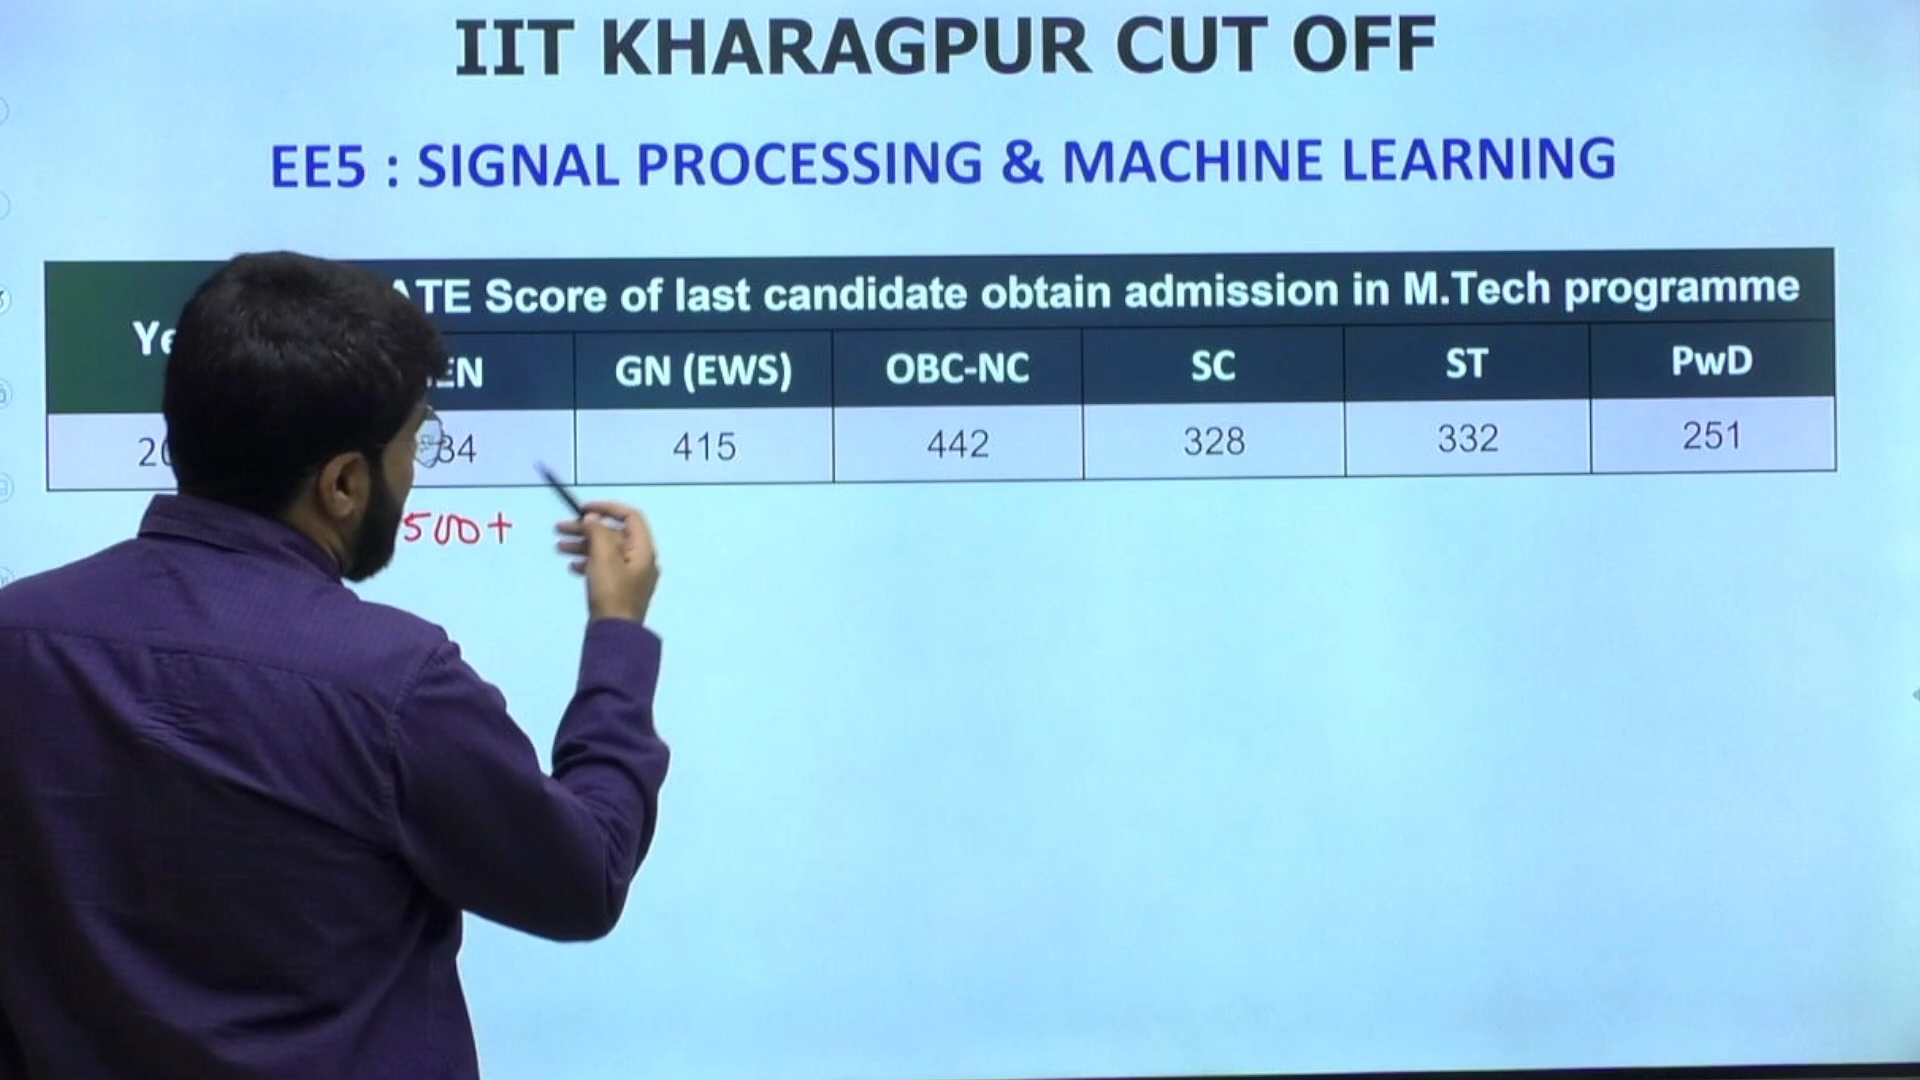 IIT KHARAGPUR CUT OFF
EE5 : SIGNAL PROCESSING & MACHINE LEARNING
Score of last candidate obtain admission in M.Tech programme
GN (EWS) OBC-NC SC ST PwD
415 442 328 332 251
500+